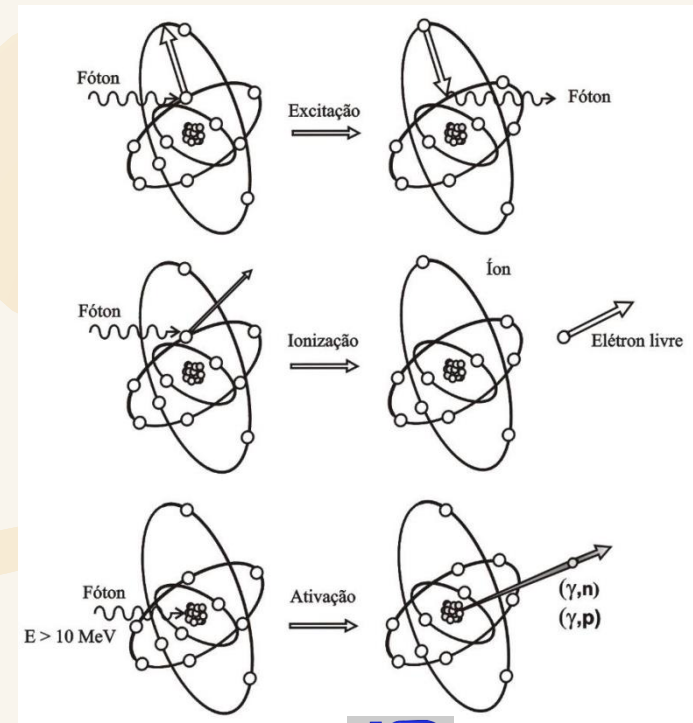 Fóton
Excitação
Fóton
Fóton
Ionização
Íon
Elétron livre
Fóton
E > 10 MeV
Ativação
(γ,n)
(γ,p)